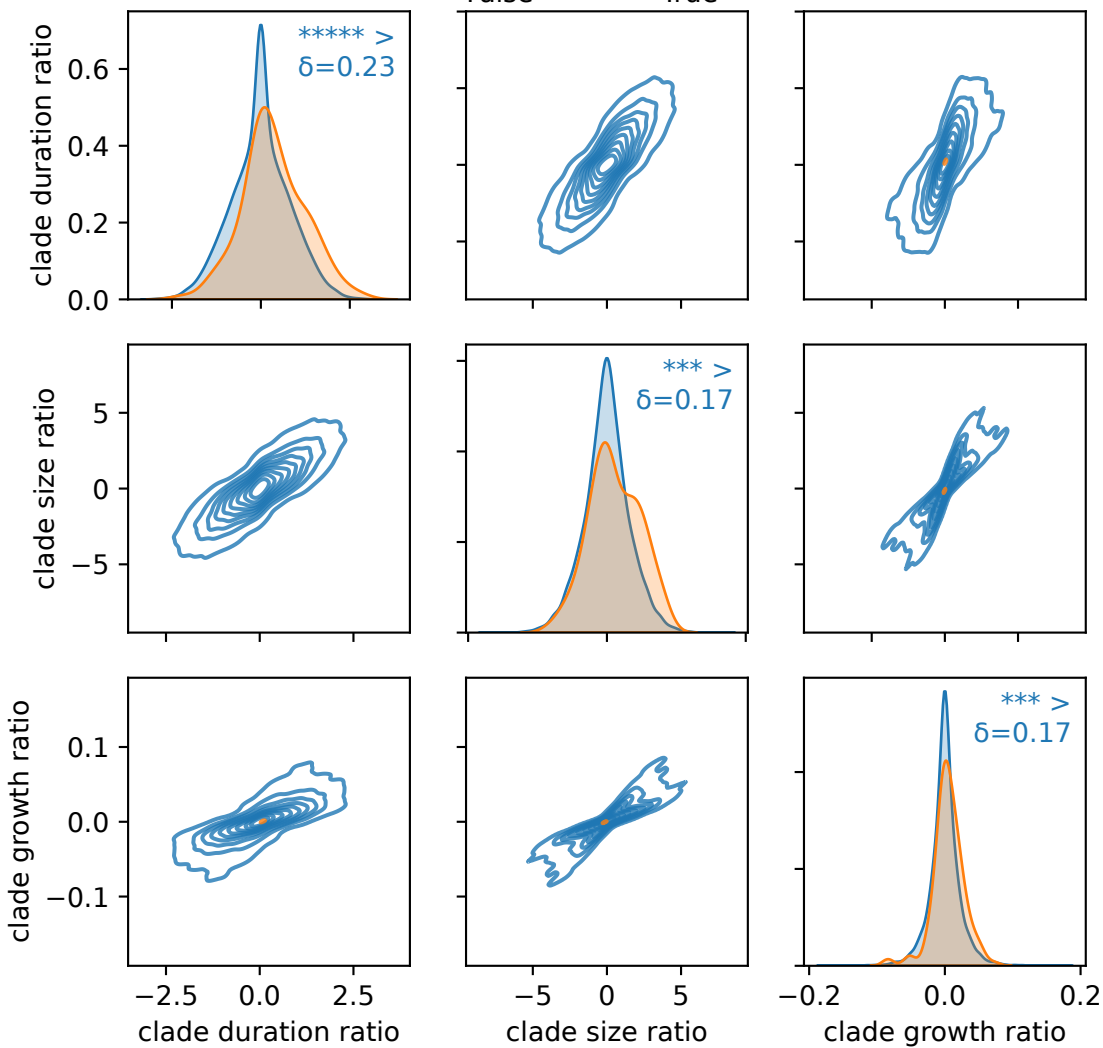 clade duration ratio
0.6
0.4
0.2
0.0
***** >
δ=0.23
clade size ratio
5
0
−5
*** >
δ=0.17
clade growth ratio
0.1
0.0
−0.1
*** >
δ=0.17
−2.5 0.0 2.5
−5 0 5
−0.2 0.0 0.2
clade duration ratio
clade size ratio
clade growth ratio